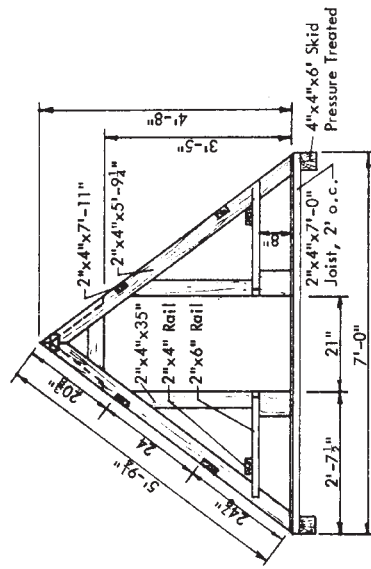 4'-8"
3'-5"
2"x4"x7'-11"
2"x4"x5'-9¼"
2"x4"x35"
2"x4" Rail
2"x6" Rail
20⅜"
24
24⅞"
5'-9¼"
8"
4"x4"x6' Skid
Pressure Treated
2"x4"x7'-0"
Joist, 2' o.c.
2'-7½"
21"
7'-0"